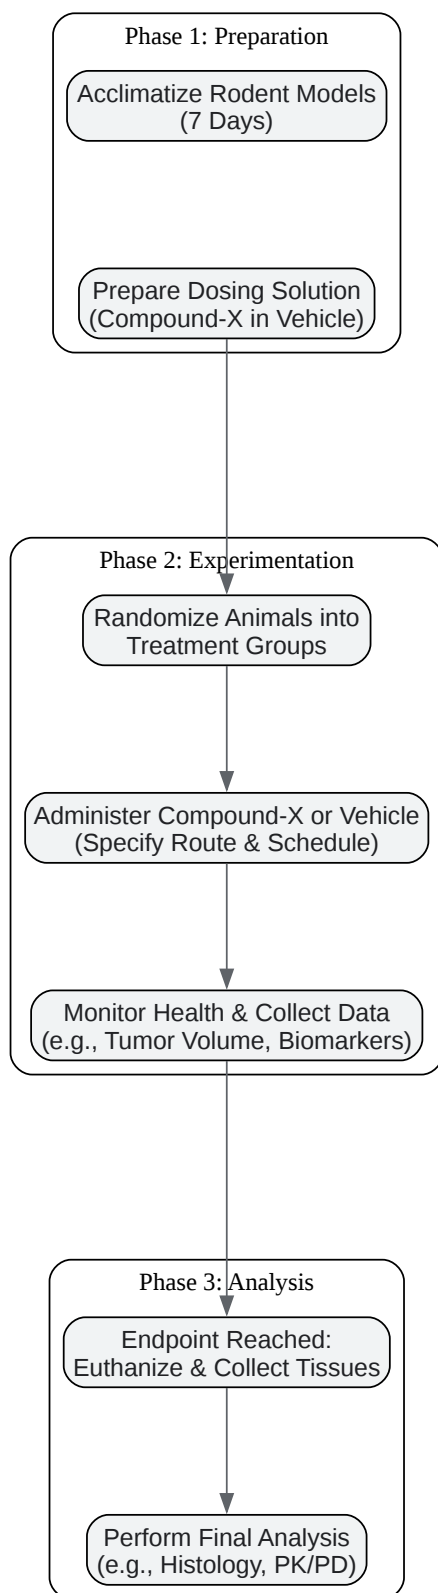 Phase 1: Preparation
Acclimatize Rodent Models
(7 Days)
Prepare Dosing Solution
(Compound-X in Vehicle)
Phase 2: Experimentation
Randomize Animals into
Treatment Groups
Administer Compound-X or Vehicle
(Specify Route & Schedule)
Monitor Health & Collect Data
(e.g., Tumor Volume, Biomarkers)
Phase 3: Analysis
Endpoint Reached:
Euthanize & Collect Tissues
Perform Final Analysis
(e.g., Histology, PK/PD)